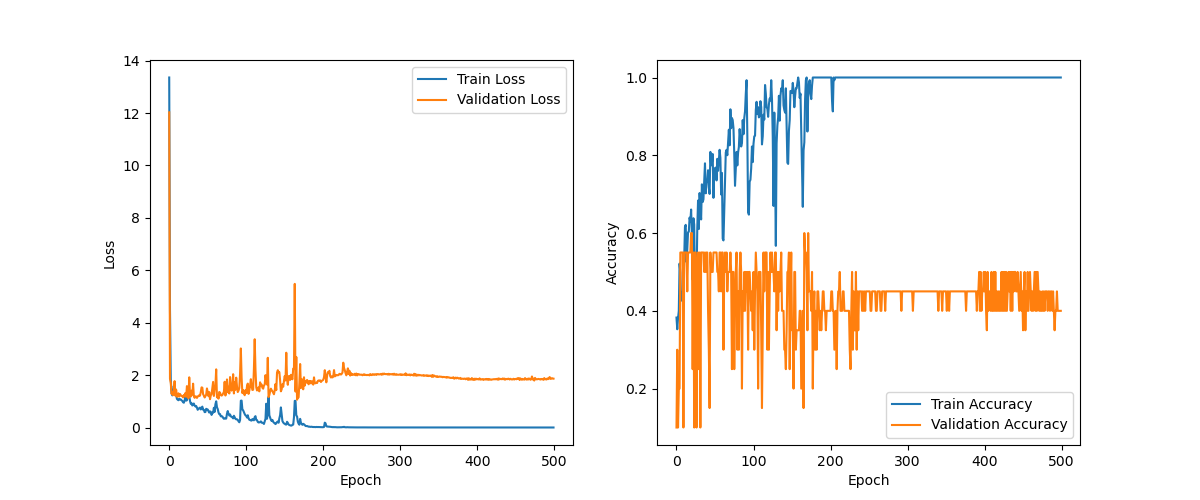 14
12
10
8
6
4
2
0
Loss
0 100 200 300 400 500
Epoch
Train Loss
Validation Loss
1.0
0.8
0.6
0.4
0.2
Accuracy
0 100 200 300 400 500
Epoch
Train Accuracy
Validation Accuracy